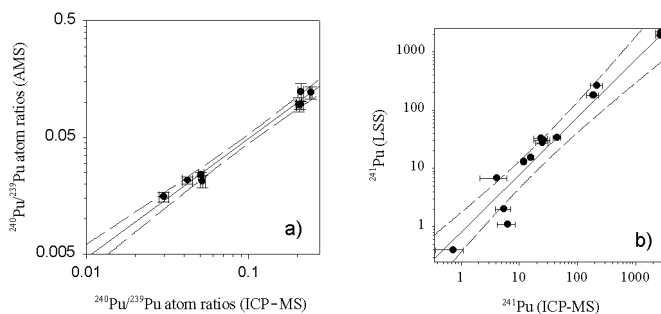 0.5
0.05
0.005
0.01
0.1
²⁴⁰Pu/²³⁹Pu atom ratios (AMS)
²⁴⁰Pu/²³⁹Pu atom ratios (ICP-MS)
a)
1000
100
10
1
1
10
100
1000
²⁴¹Pu (LSS)
²⁴¹Pu (ICP-MS)
b)